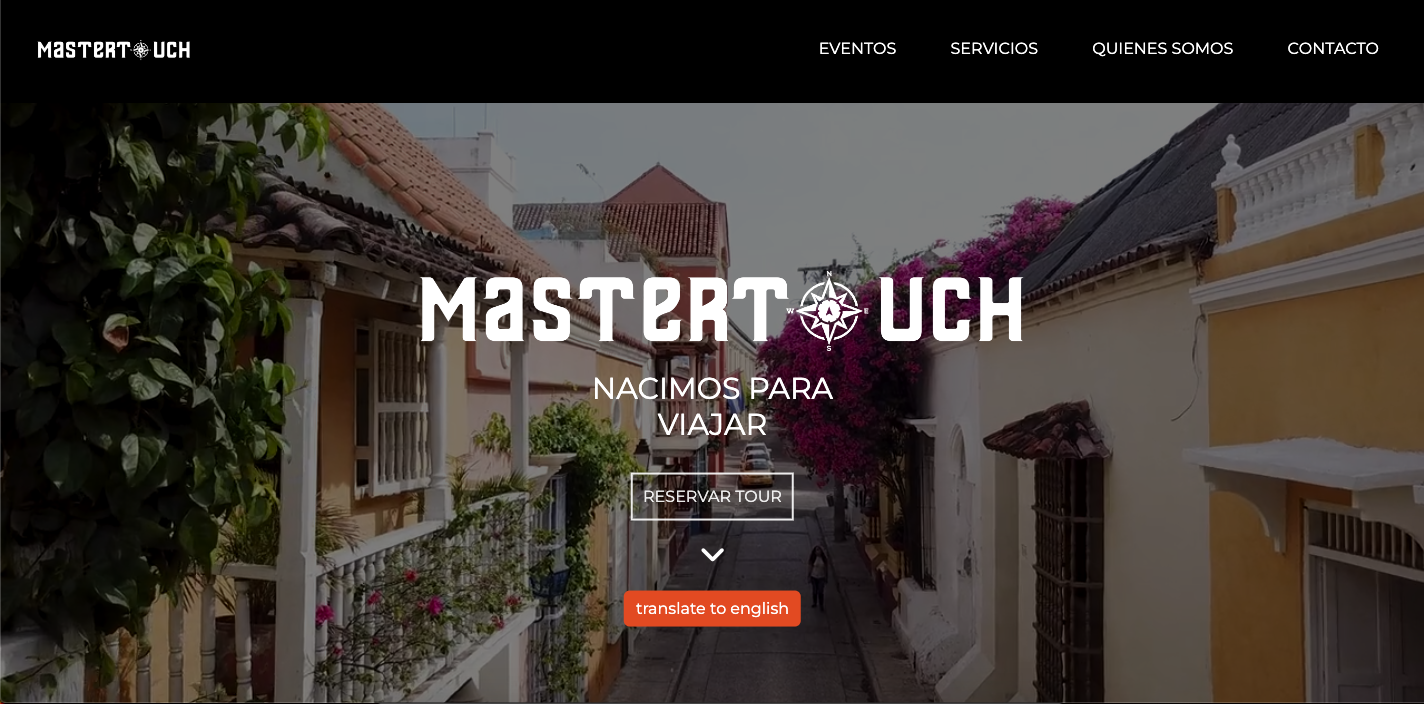 MASTERTOUCH
EVENTOS
SERVICIOS
QUIENES SOMOS
CONTACTO
MASTERTOUCH
N
W
E
S
NACIMOS PARA
VIAJAR
RESERVAR TOUR
translate to english